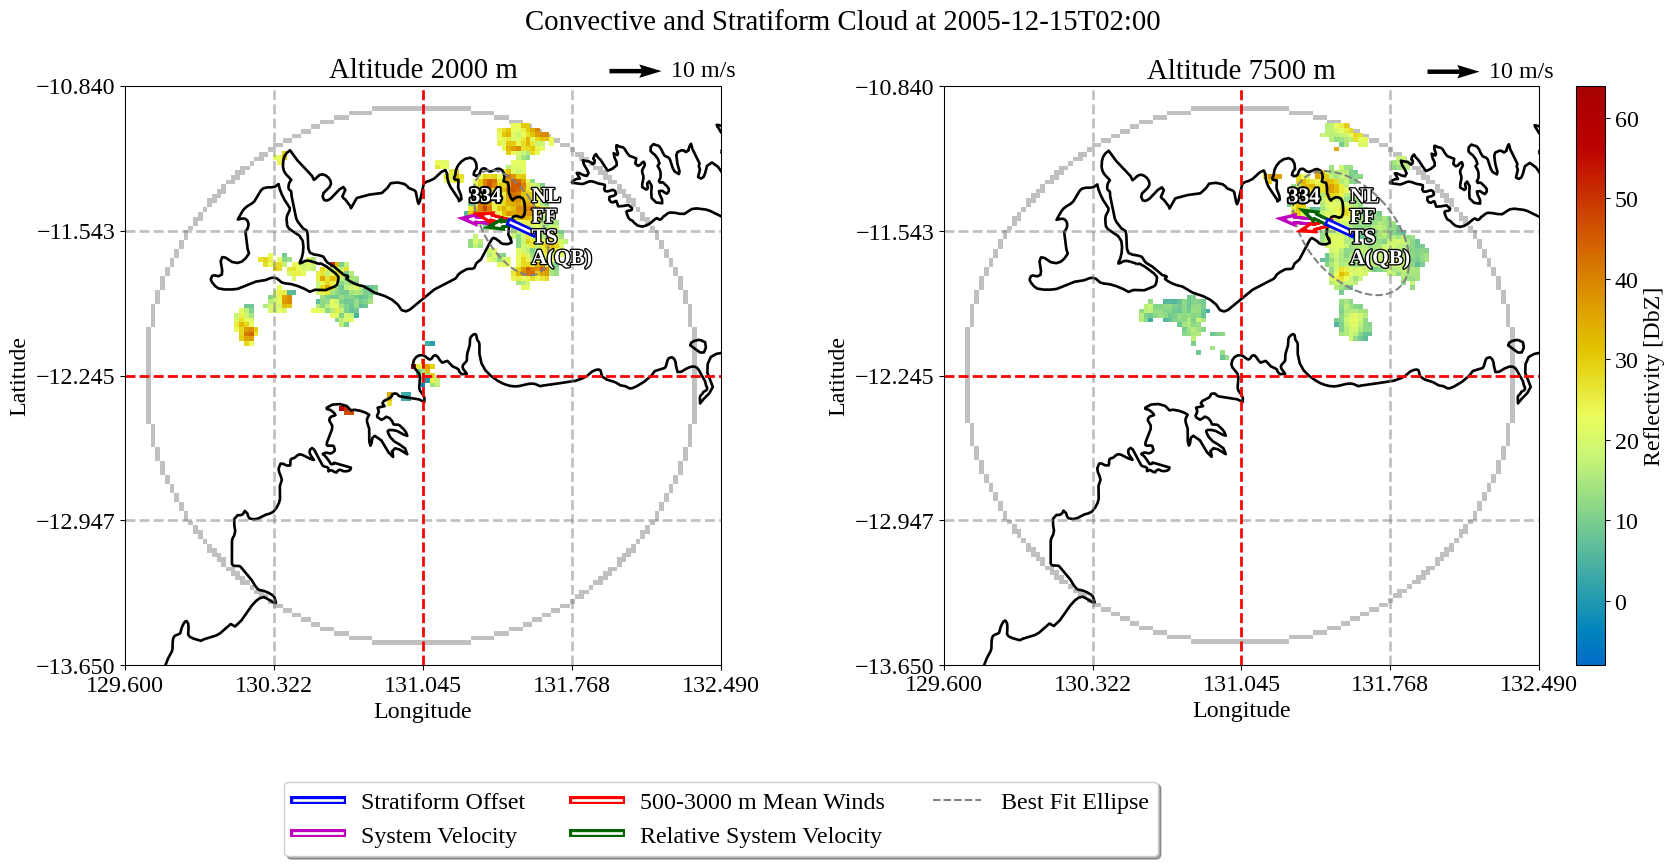 Convective and Stratiform Cloud at 2005-12-15T02:00
Altitude 2000 m
10 m/s
−10.840
−11.543
−12.245
−12.947
−13.650
Latitude
129.600
130.322
131.045
131.768
132.490
Longitude
334
NL
FF
TS
A(QB)
Altitude 7500 m
10 m/s
−10.840
−11.543
−12.245
−12.947
−13.650
Latitude
129.600
130.322
131.045
131.768
132.490
Longitude
334
NL
FF
TS
A(QB)
60
50
40
30
20
10
0
Reflectivity [DbZ]
Stratiform Offset
System Velocity
500-3000 m Mean Winds
Relative System Velocity
Best Fit Ellipse